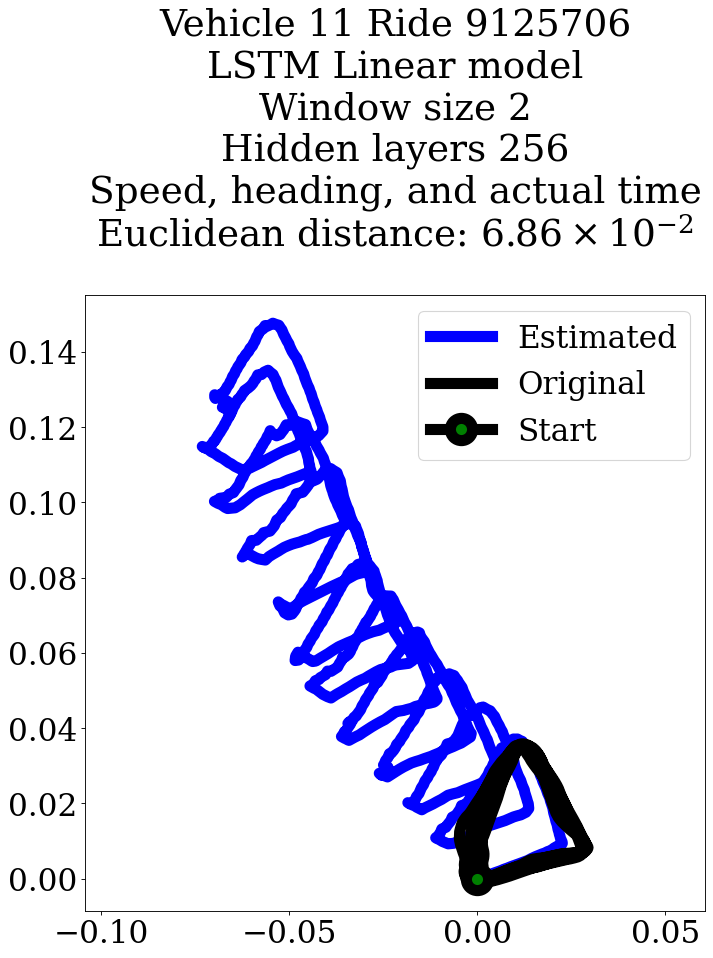 Vehicle 11 Ride 9125706
LSTM Linear model
Window size 2
Hidden layers 256
Speed, heading, and actual time
Euclidean distance: 6.86 × 10⁻²
Estimated
Original
Start
0.14
0.12
0.10
0.08
0.06
0.04
0.02
0.00
−0.10 −0.05 0.00 0.05